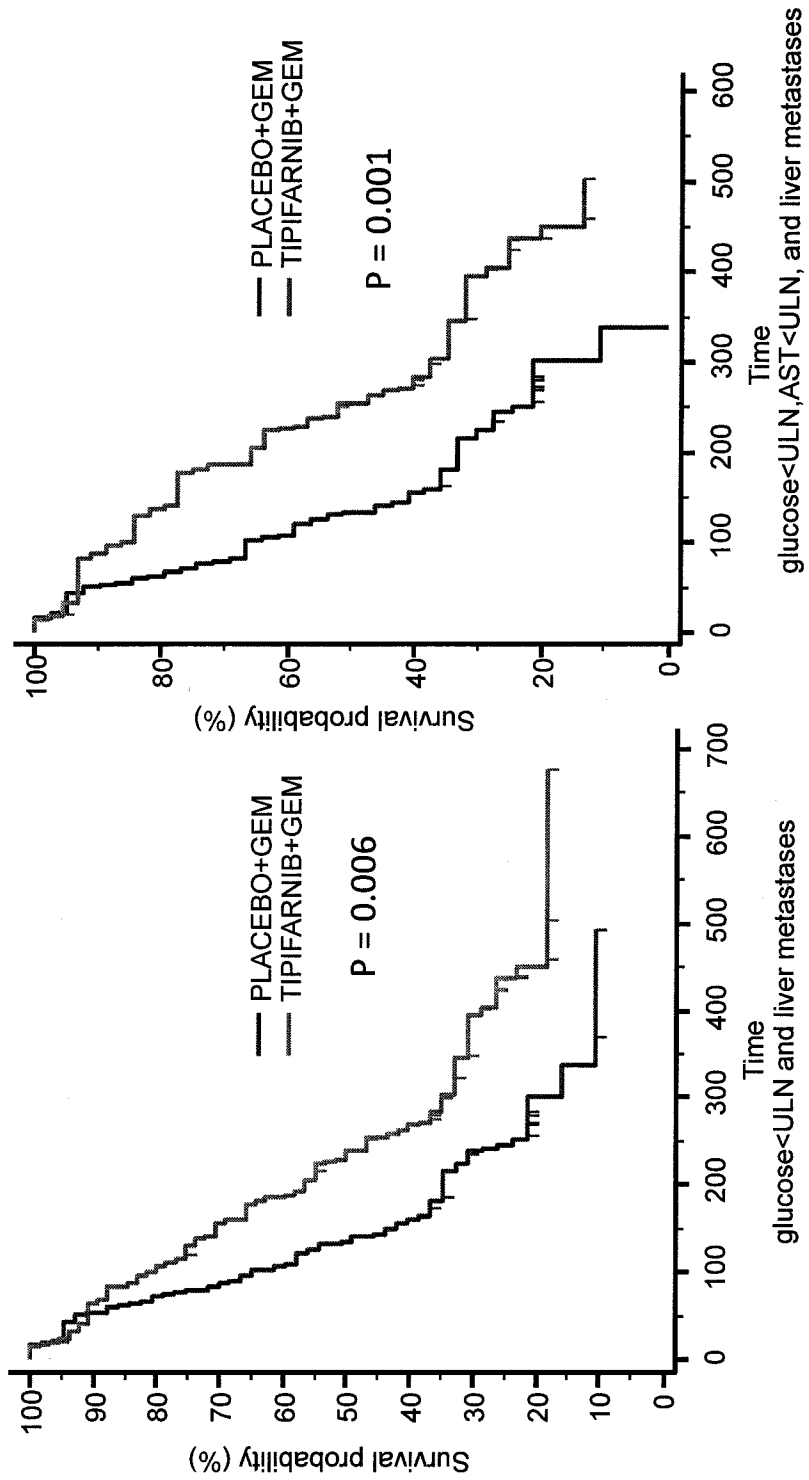 Survival probability (%)
100
90
80
70
60
50
40
30
20
10
0
PLACEBO+GEM
TIPIFARNIB+GEM
P = 0.006
0 100 200 300 400 500 600 700
Time
glucose<ULN and liver metastases
Survival probability (%)
100
80
60
40
20
0
PLACEBO+GEM
TIPIFARNIB+GEM
P = 0.001
0 100 200 300 400 500 600
Time
glucose<ULN,AST<ULN, and liver metastases